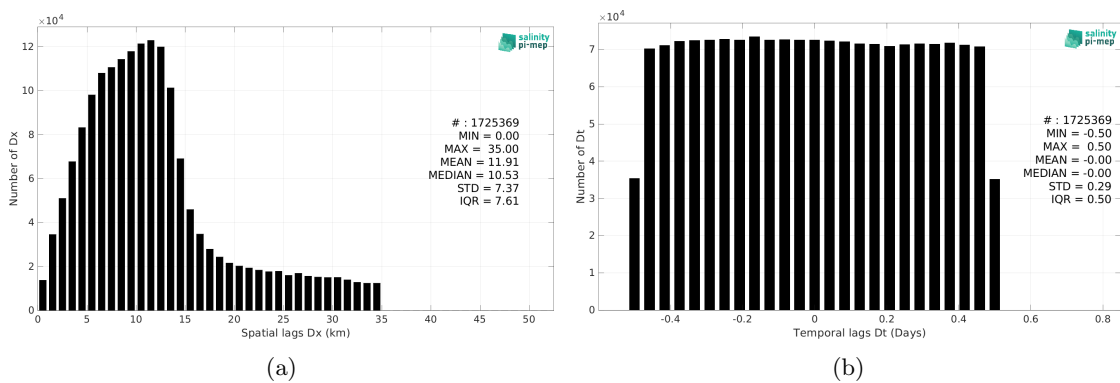 ×10⁴
12
10
8
6
4
2
0
Number of Dx
0 5 10 15 20 25 30 35 40 45 50
Spatial lags Dx (km)
salinity
pi-mep
# : 1725369
MIN = 0.00
MAX = 35.00
MEAN = 11.91
MEDIAN = 10.53
STD = 7.37
IQR = 7.61
(a)
×10⁴
7
6
5
4
3
2
1
0
Number of Dt
-0.4 -0.2 0 0.2 0.4 0.6 0.8
Temporal lags Dt (Days)
salinity
pi-mep
# : 1725369
MIN = -0.50
MAX = 0.50
MEAN = -0.00
MEDIAN = -0.00
STD = 0.29
IQR = 0.50
(b)